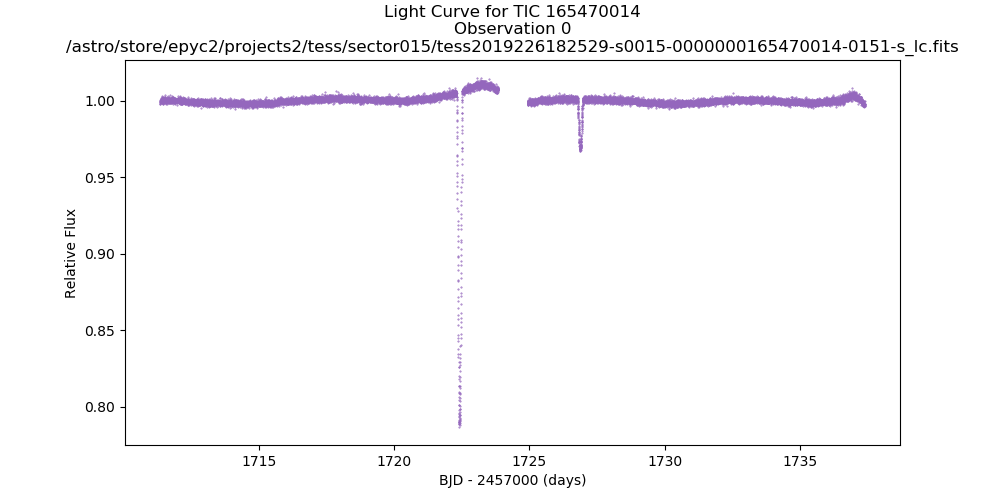 Light Curve for TIC 165470014
Observation 0
/astro/store/epyc2/projects2/tess/sector015/tess2019226182529-s0015-0000000165470014-0151-s_lc.fits
1.00
0.95
0.90
0.85
0.80
Relative Flux
1715 1720 1725 1730 1735
BJD - 2457000 (days)